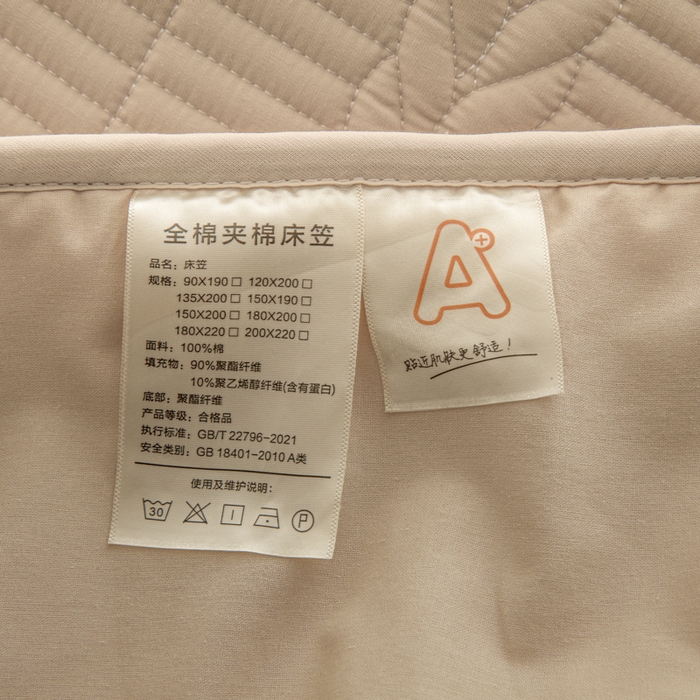 全棉夹棉床笠
品名：床笠
规格：90X190□ 120X200□
135X200□ 150X190□
150X200□ 180X200□
180X220□ 200X220□
面料：100%棉
填充物：90%聚酯纤维
10%聚乙烯醇纤维(含有蛋白)
底部：聚酯纤维
产品等级：合格品
执行标准：GB/T 22796-2021
安全类别：GB 18401-2010 A类
使用及维护说明：
30
P
A+
贴近肌肤更舒适！